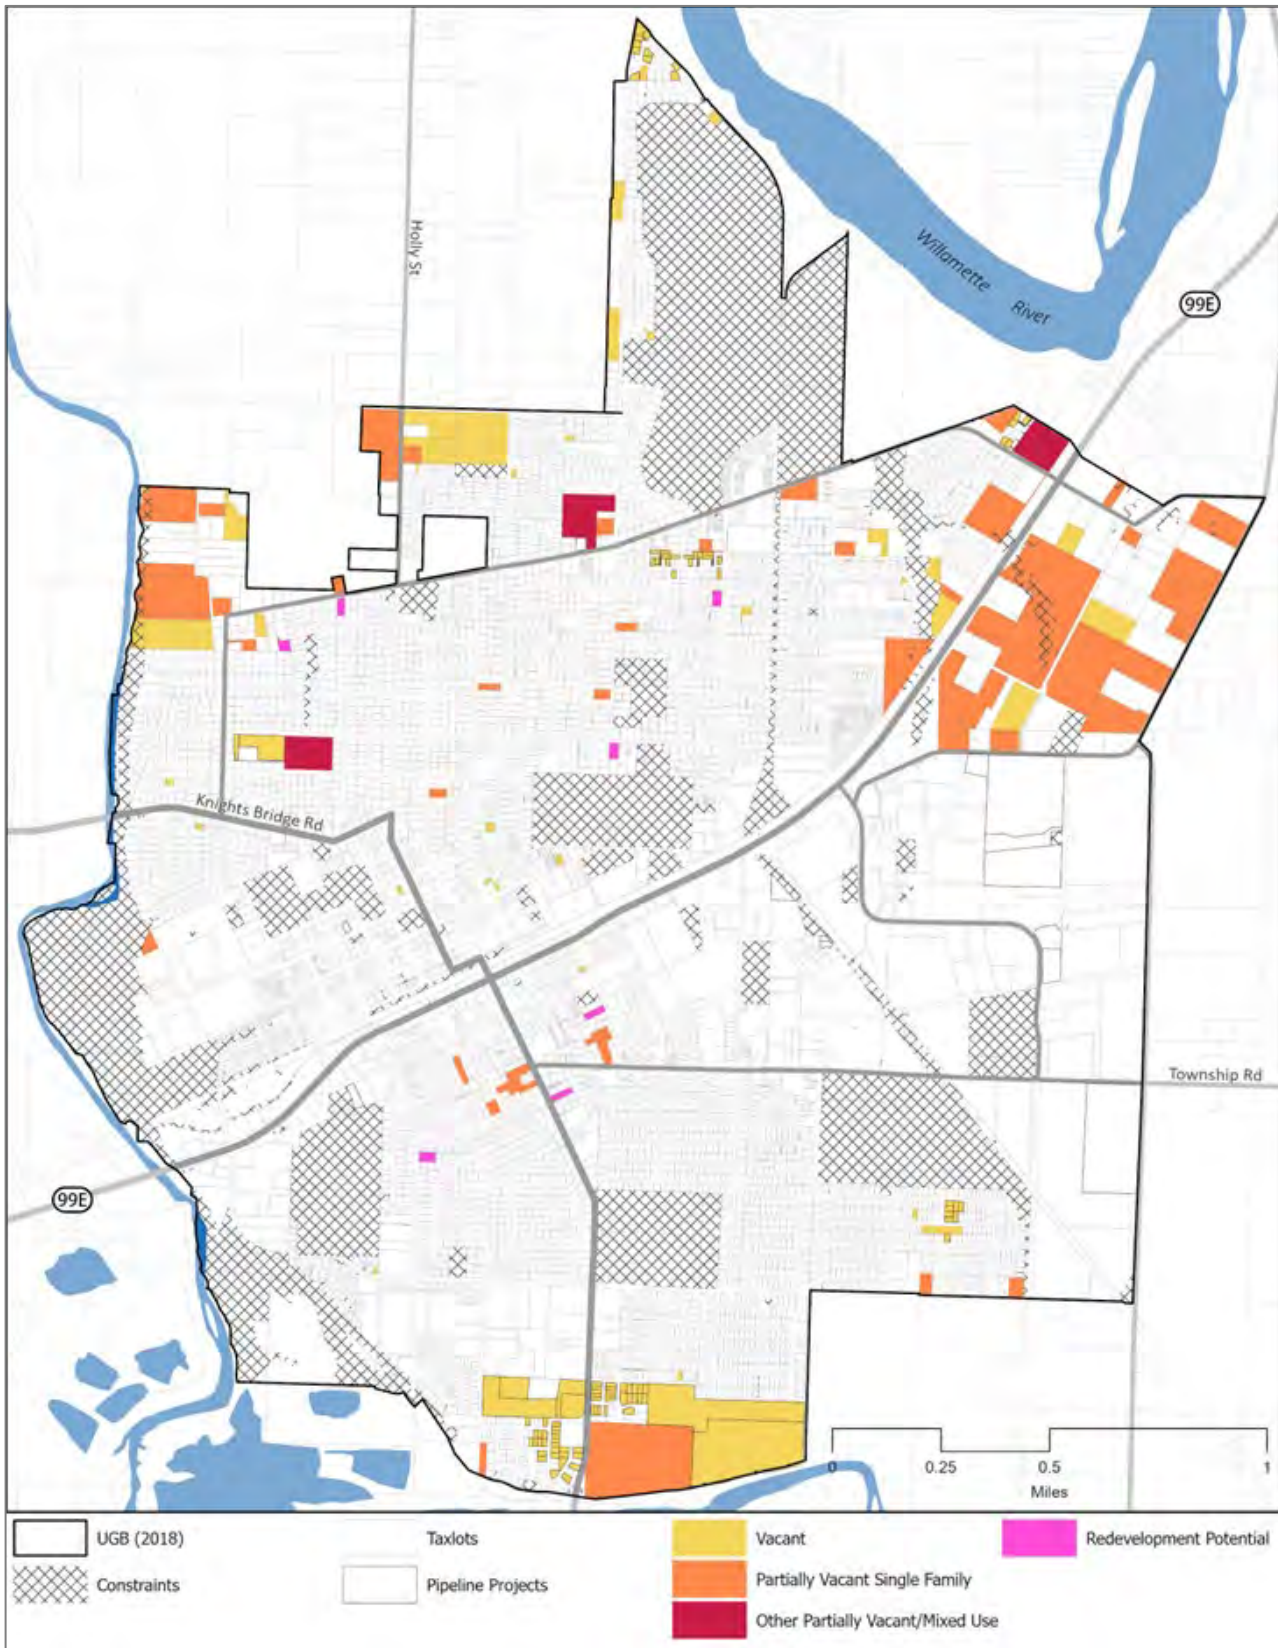 Holly St
Willamette
River
99E
Knights Bridge Rd
Township Rd
99E
0
0.25
0.5
1
Miles
UGB (2018)
Taxlots
Vacant
Redevelopment Potential
Constraints
Pipeline Projects
Partially Vacant Single Family
Other Partially Vacant/Mixed Use